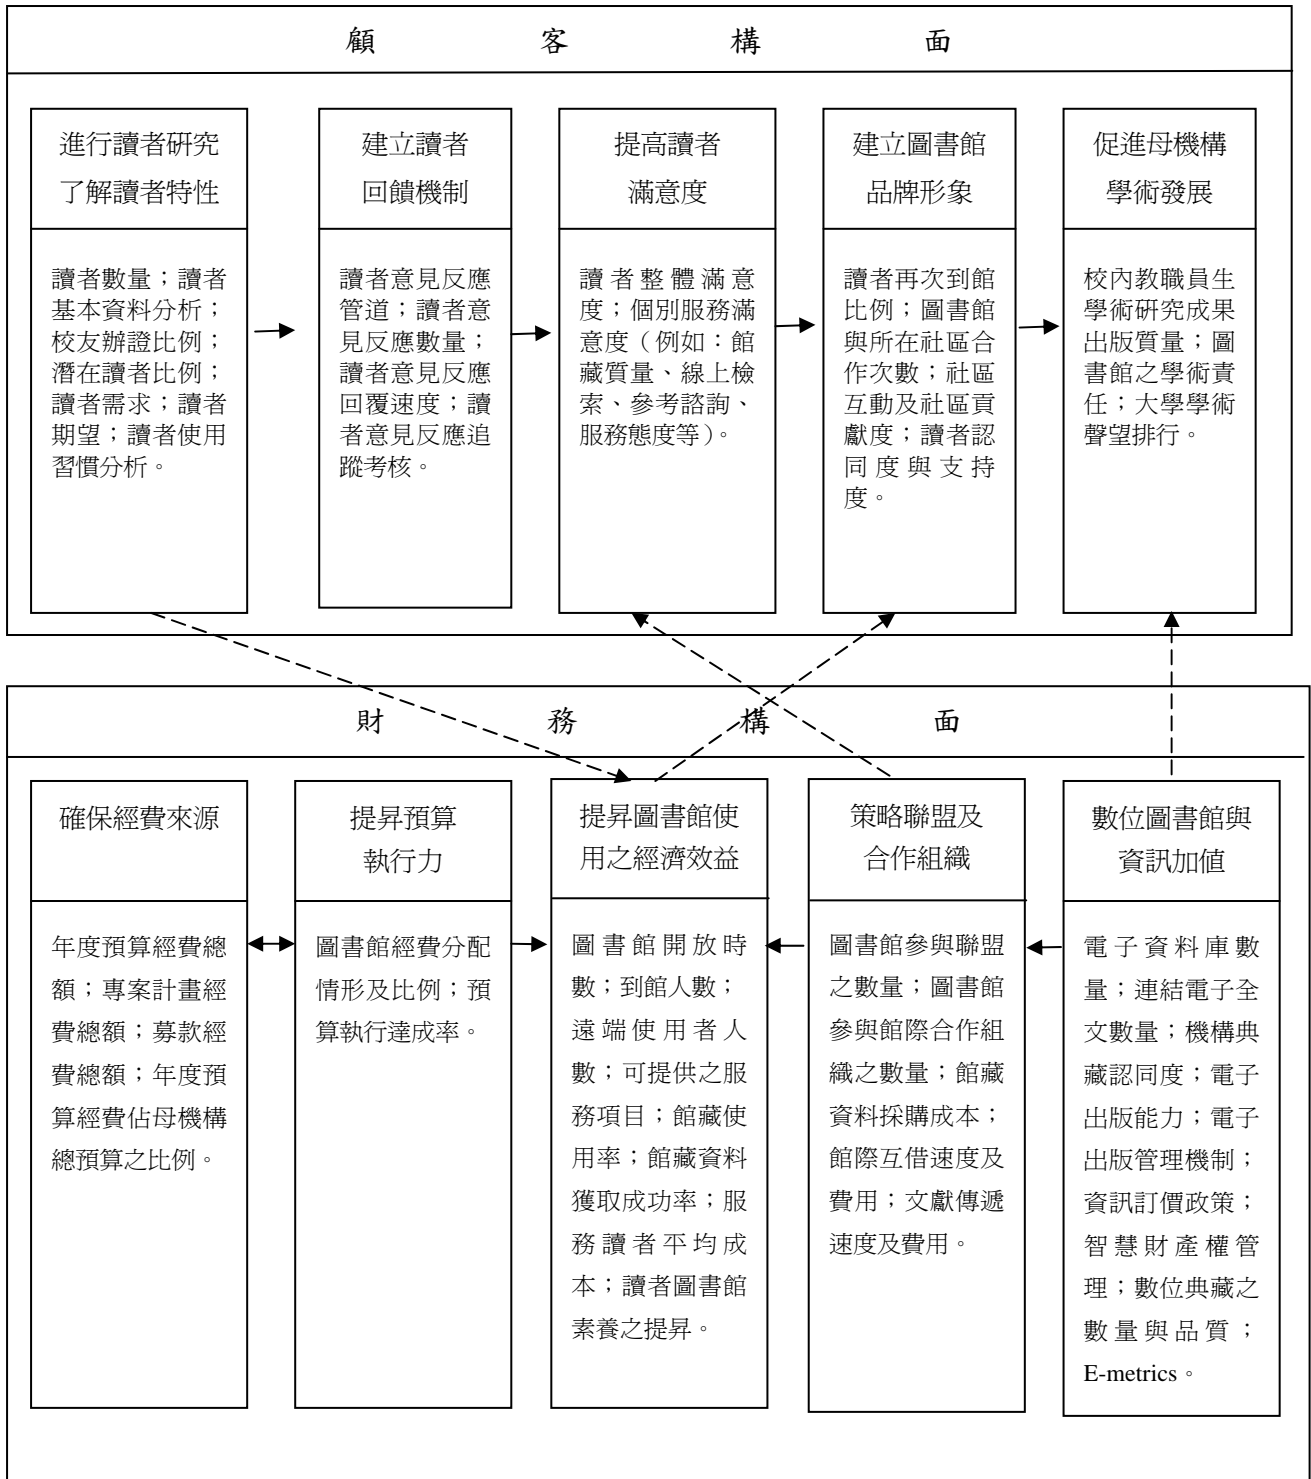 顧客構面
進行讀者研究
了解讀者特性
讀者數量；讀者
基本資料分析；
校友辦證比例；
潛在讀者比例；
讀者需求；讀者
期望；讀者使用
習慣分析。
建立讀者
回饋機制
讀者意見反應
管道；讀者意
見反應數量；
讀者意見反應
回覆速度；讀
者意見反應追
蹤考核。
提高讀者
滿意度
讀者整體滿意
度；個別服務滿
意度（例如：館
藏質量、線上檢
索、參考諮詢、
服務態度等）。
建立圖書館
品牌形象
讀者再次到館
比例；圖書館
與所在社區合
作次數；社區
互動及社區貢
獻度；讀者認
同度與支持
度。
促進母機構
學術發展
校內教職員生
學術研究成果
出版質量；圖
書館之學術責
任；大學學術
聲望排行。
財務構面
確保經費來源
年度預算經費總
額；專案計畫經
費總額；募款經
費總額；年度預
算經費佔母機構
總預算之比例。
提昇預算
執行力
圖書館經費分配
情形及比例；預
算執行達成率。
提昇圖書館使
用之經濟效益
圖書館開放時
數；到館人數；
遠端使用者人
數；可提供之服
務項目；館藏使
用率；館藏資料
獲取成功率；服
務讀者平均成
本；讀者圖書館
素養之提昇。
策略聯盟及
合作組織
圖書館參與聯盟
之數量；圖書館
參與館際合作組
織之數量；館藏
資料採購成本；
館際互借速度及
費用；文獻傳遞
速度及費用。
數位圖書館與
資訊加值
電子資料庫數
量；連結電子全
文數量；機構典
藏認同度；電子
出版能力；電子
出版管理機制；
資訊訂價政策；
智慧財產權管
理；數位典藏之
數量與品質；
E-metrics。